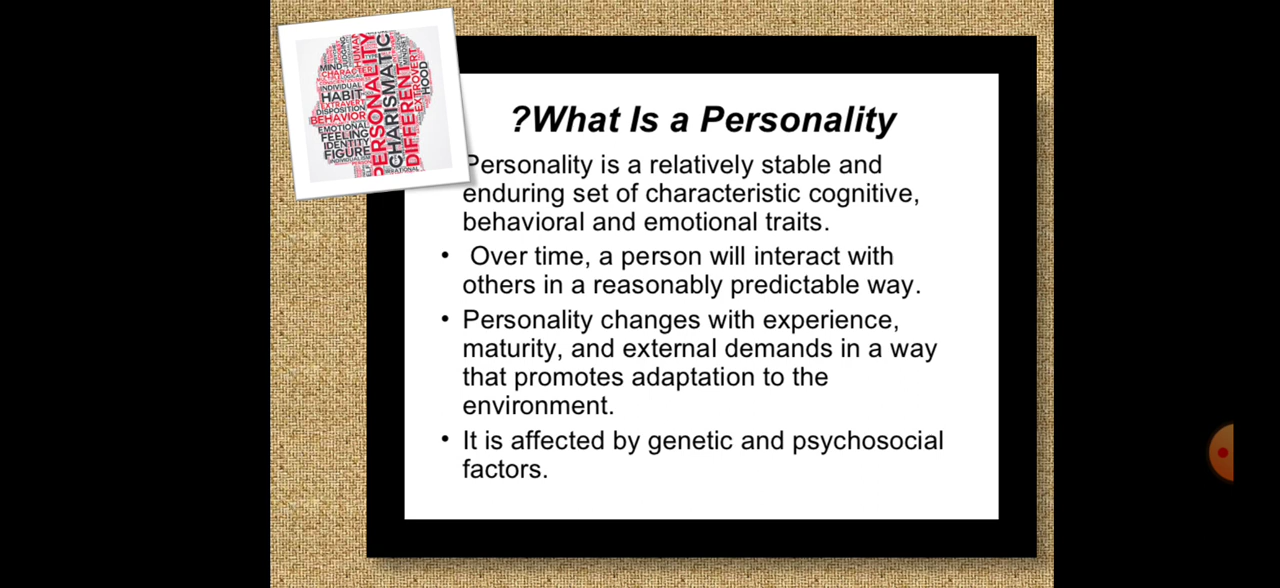 MIND
CHARACTER
INDIVIDUAL
HABIT
EXTRAVERT
DISPOSITION
BEHAVIOR
EMOTIONAL
FEELING
IDENTITY
FIGURE
INDIVIDUALISM
PERSONALITY
CHARISMATIC
DIFFERENT
EXTROVERT
HOOD
HUMAN
MINDSET
?What Is a Personality
Personality is a relatively stable and
enduring set of characteristic cognitive,
behavioral and emotional traits.
• Over time, a person will interact with
others in a reasonably predictable way.
• Personality changes with experience,
maturity, and external demands in a way
that promotes adaptation to the
environment.
• It is affected by genetic and psychosocial
factors.